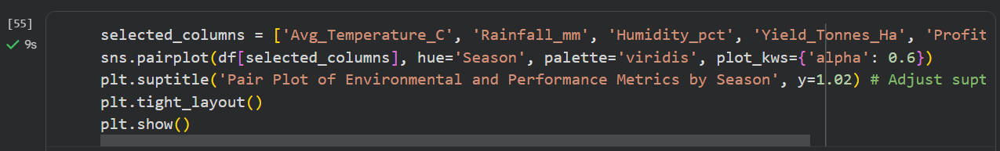 [55]
9s
selected_columns = ['Avg_Temperature_C', 'Rainfall_mm', 'Humidity_pct', 'Yield_Tonnes_Ha', 'Profit
sns.pairplot(df[selected_columns], hue='Season', palette='viridis', plot_kws={'alpha': 0.6})
plt.suptitle('Pair Plot of Environmental and Performance Metrics by Season', y=1.02) # Adjust supt
plt.tight_layout()
plt.show()